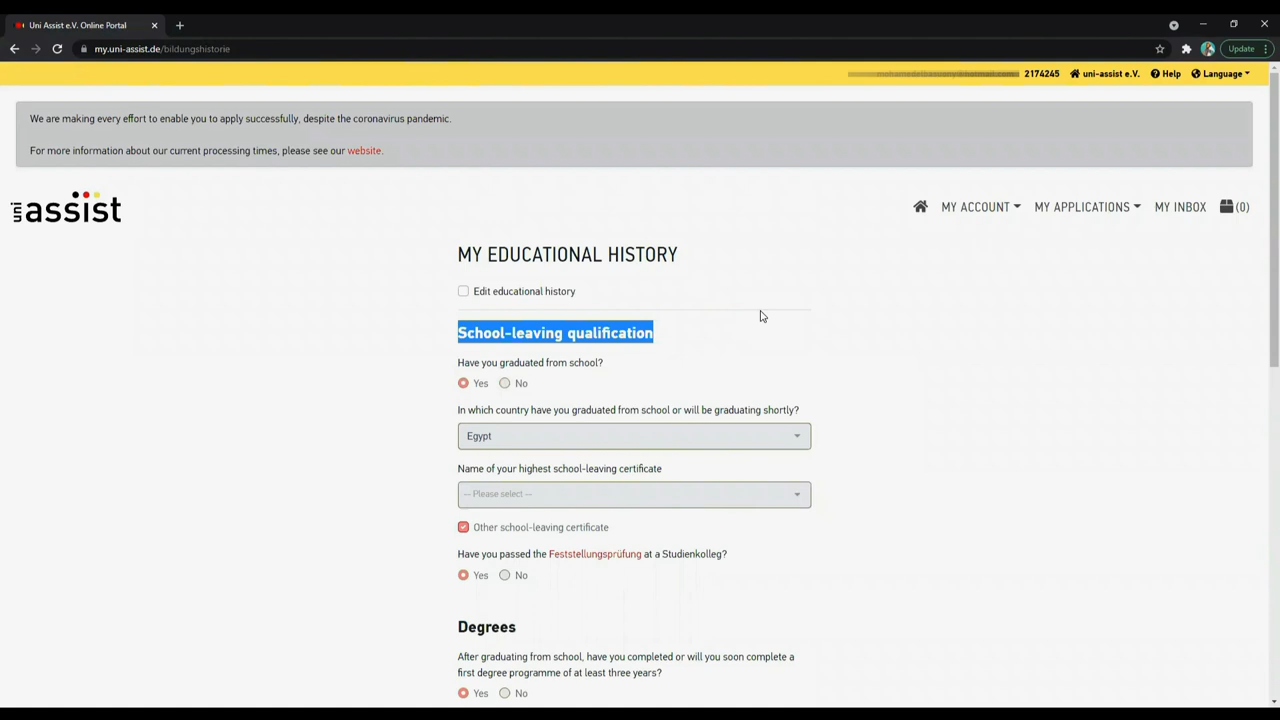 Uni Assist e.V. Online Portal
my.uni-assist.de/bildungshistorie
Update
2174245 uni-assist e.V. Help Language
We are making every effort to enable you to apply successfully, despite the coronavirus pandemic.
For more information about our current processing times, please see our website.
uni assist
MY ACCOUNT MY APPLICATIONS MY INBOX (0)
MY EDUCATIONAL HISTORY
Edit educational history
School-leaving qualification
Have you graduated from school?
Yes No
In which country have you graduated from school or will be graduating shortly?
Egypt
Name of your highest school-leaving certificate
-- Please select --
Other school-leaving certificate
Have you passed the Feststellungsprüfung at a Studienkolleg?
Yes No
Degrees
After graduating from school, have you completed or will you soon complete a
first degree programme of at least three years?
Yes No